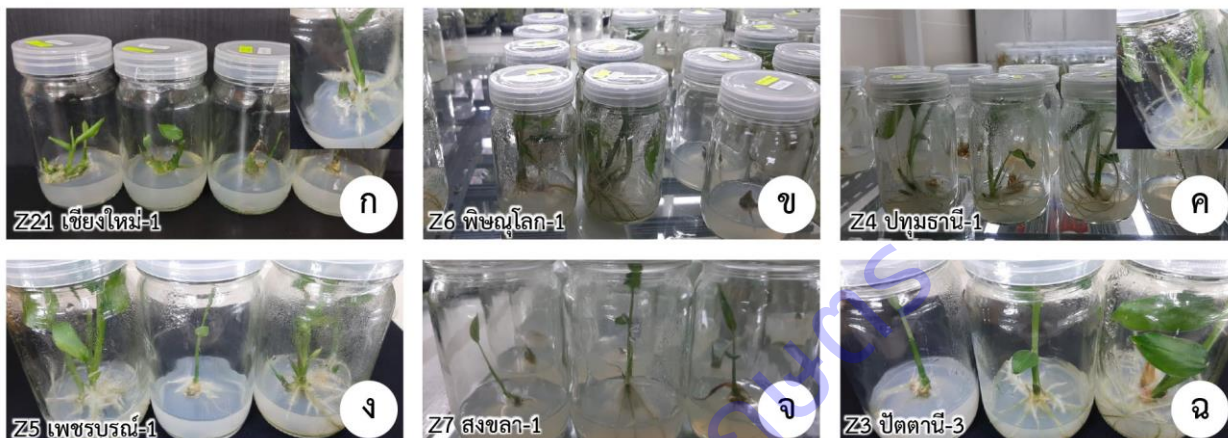 ก
Z21 เชียงใหม่-1
ข
Z6 พิษณุโลก-1
ค
Z4 ปทุมธานี-1
ง
Z5 เพชรบูรณ์-1
จ
Z7 สงขลา-1
ฉ
Z3 ปัตตานี-3